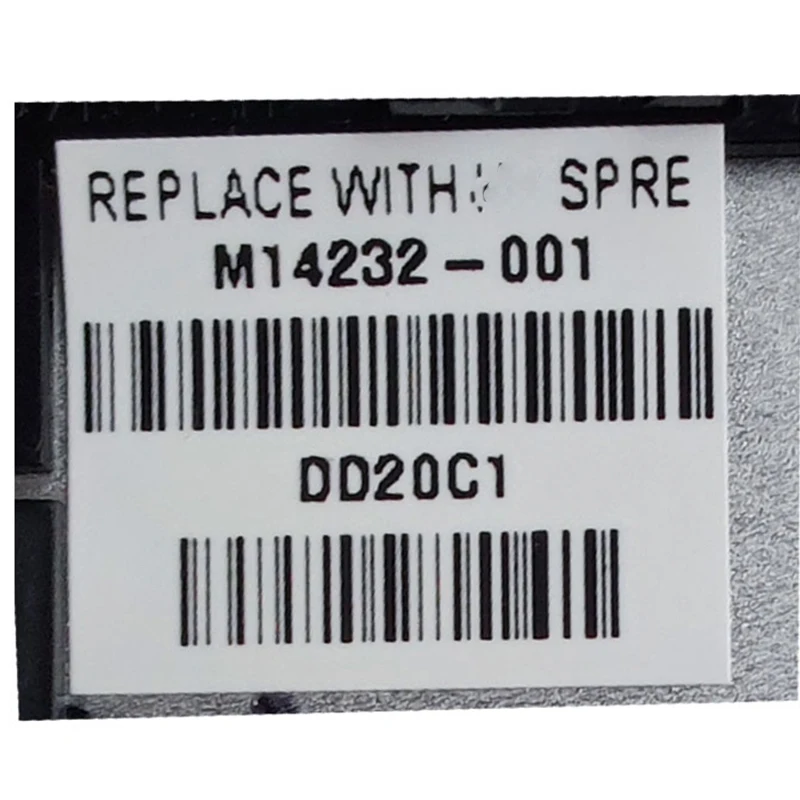 REPLACE WITH SPRE
M14232-001
DD20C1